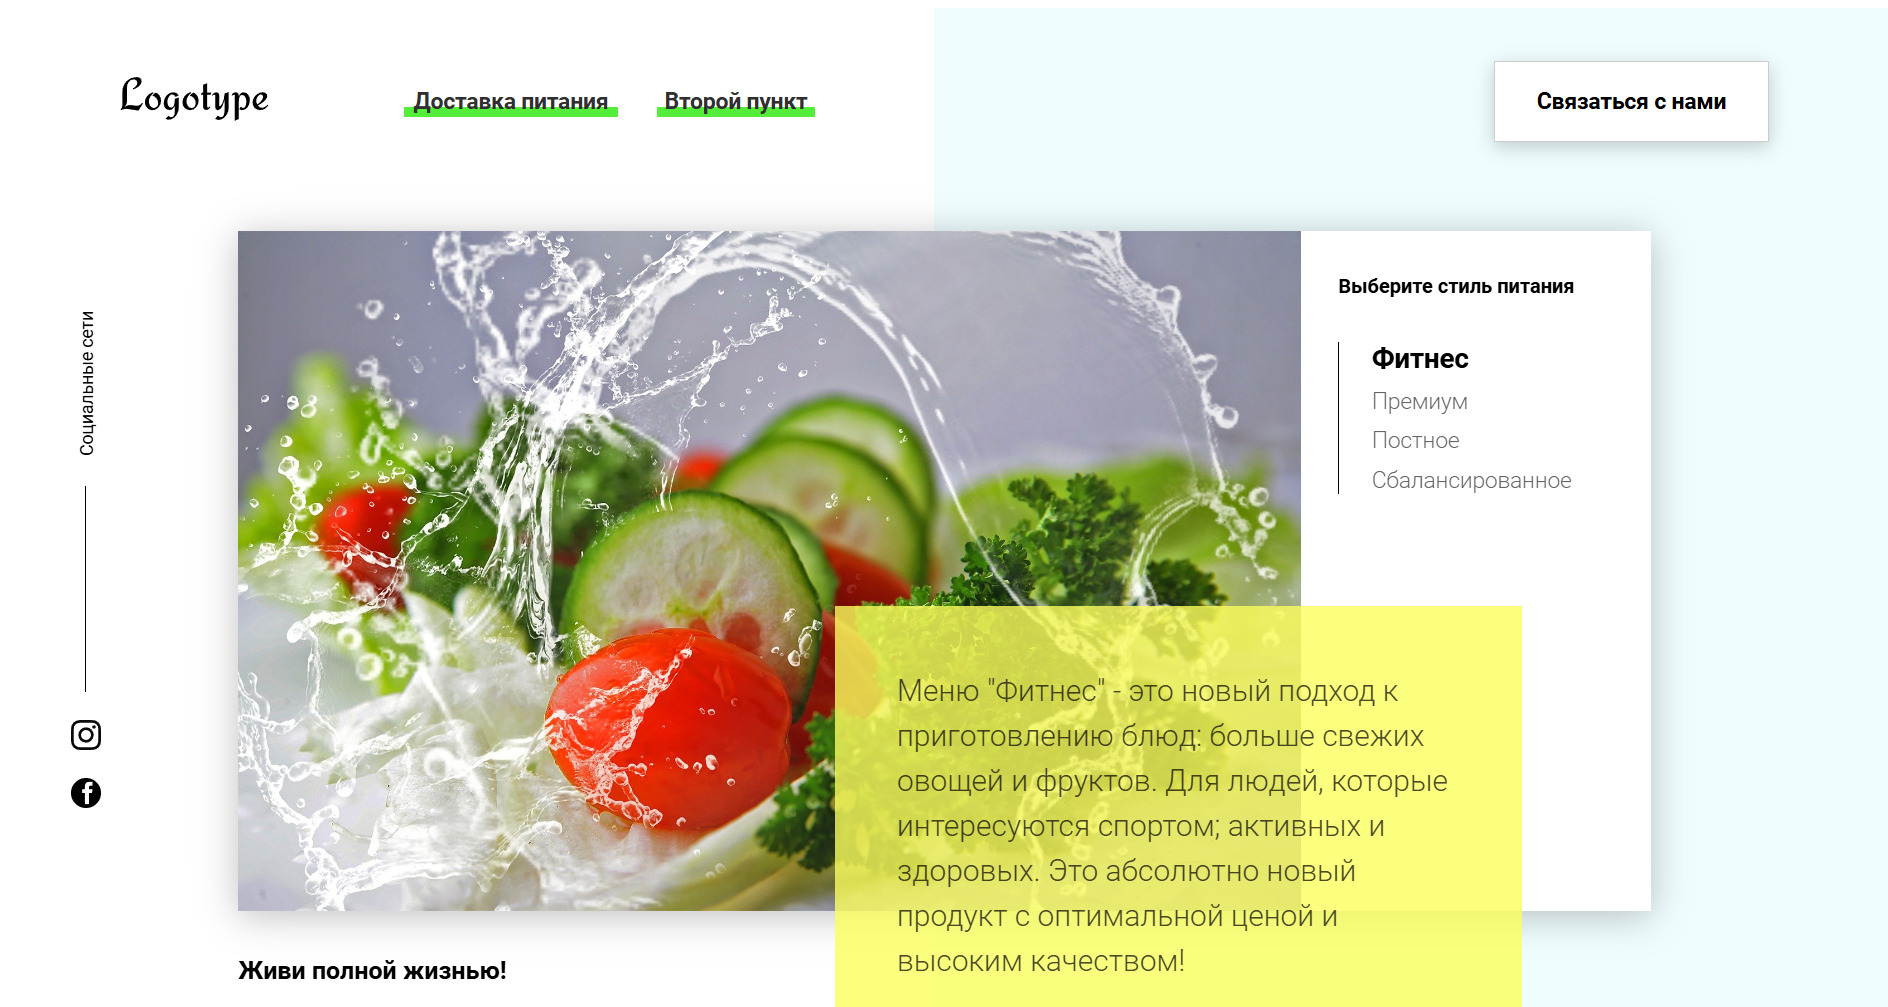 Logotype
Доставка питания
Второй пункт
Связаться с нами
Социальные сети
Выберите стиль питания
Фитнес
Премиум
Постное
Сбалансированное
Меню "Фитнес" - это новый подход к
приготовлению блюд: больше свежих
овощей и фруктов. Для людей, которые
интересуются спортом; активных и
здоровых. Это абсолютно новый
продукт с оптимальной ценой и
высоким качеством!
Живи полной жизнью!